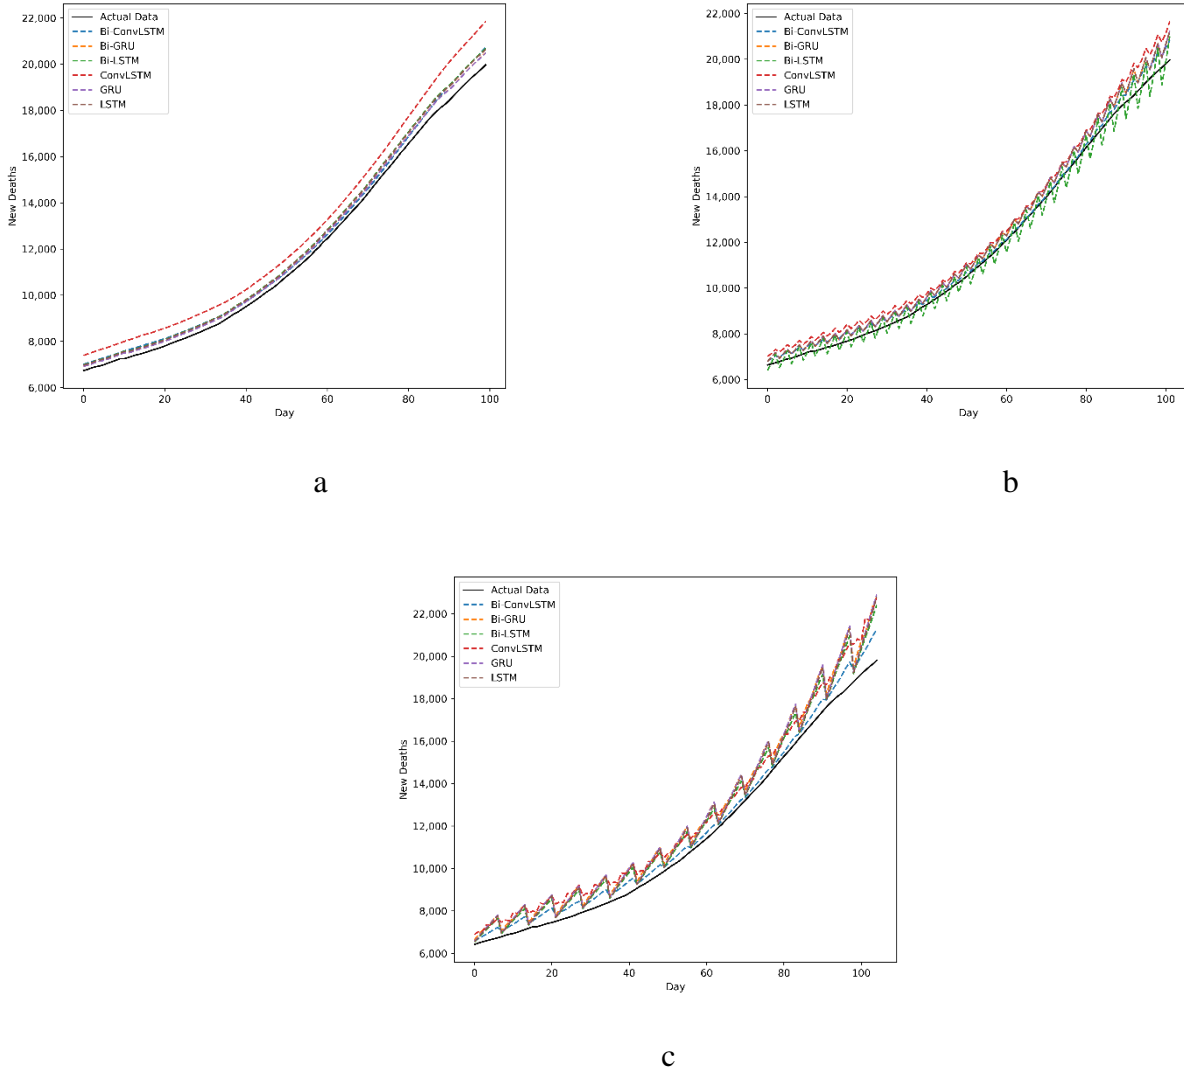 22,000
20,000
18,000
16,000
14,000
12,000
10,000
8,000
6,000
New Deaths
Actual Data
Bi-ConvLSTM
Bi-GRU
Bi-LSTM
ConvLSTM
GRU
LSTM
0 20 40 60 80 100
Day
a
22,000
20,000
18,000
16,000
14,000
12,000
10,000
8,000
6,000
New Deaths
Actual Data
Bi-ConvLSTM
Bi-GRU
Bi-LSTM
ConvLSTM
GRU
LSTM
0 20 40 60 80 100
Day
b
22,000
20,000
18,000
16,000
14,000
12,000
10,000
8,000
6,000
New Deaths
Actual Data
Bi-ConvLSTM
Bi-GRU
Bi-LSTM
ConvLSTM
GRU
LSTM
0 20 40 60 80 100
Day
c